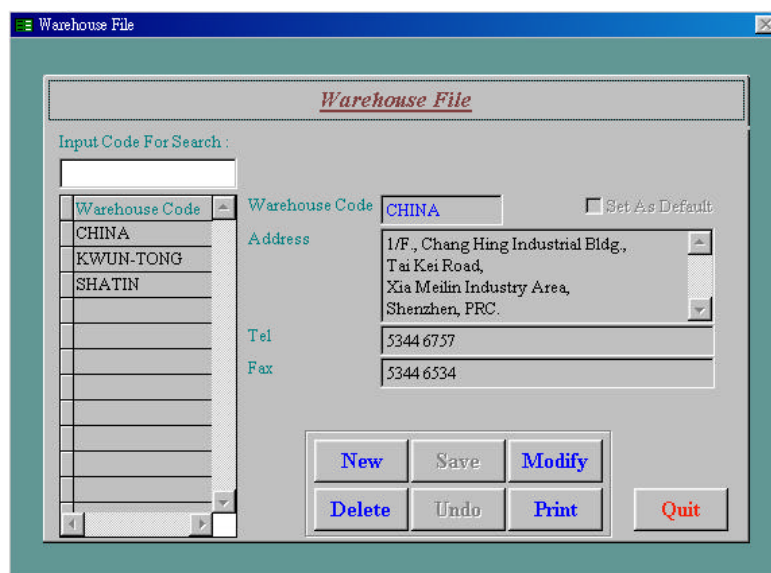 Warehouse File
Warehouse File
Input Code For Search :
Warehouse Code
CHINA
KWUN-TONG
SHATIN
Warehouse Code
CHINA
Set As Default
Address
1/F., Chang Hing Industrial Bldg.,
Tai Kei Road,
Xia Meilin Industry Area,
Shenzhen, PRC.
Tel
5344 6757
Fax
5344 6534
New
Save
Modify
Delete
Undo
Print
Quit